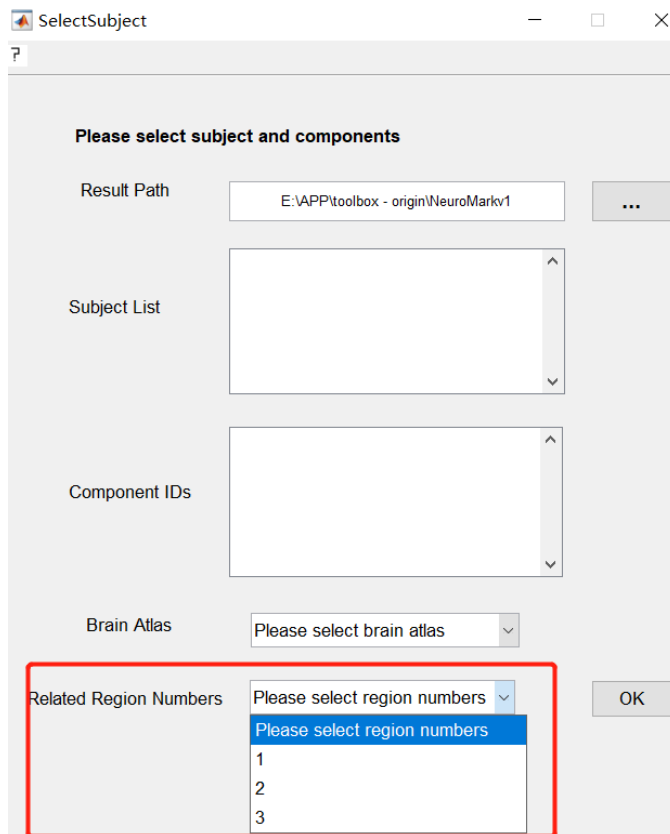 SelectSubject
?
Please select subject and components
Result Path
E:\APP\toolbox - origin\NeuroMarkv1
...
Subject List
Component IDs
Brain Atlas
Please select brain atlas
Related Region Numbers
Please select region numbers
OK
Please select region numbers
1
2
3